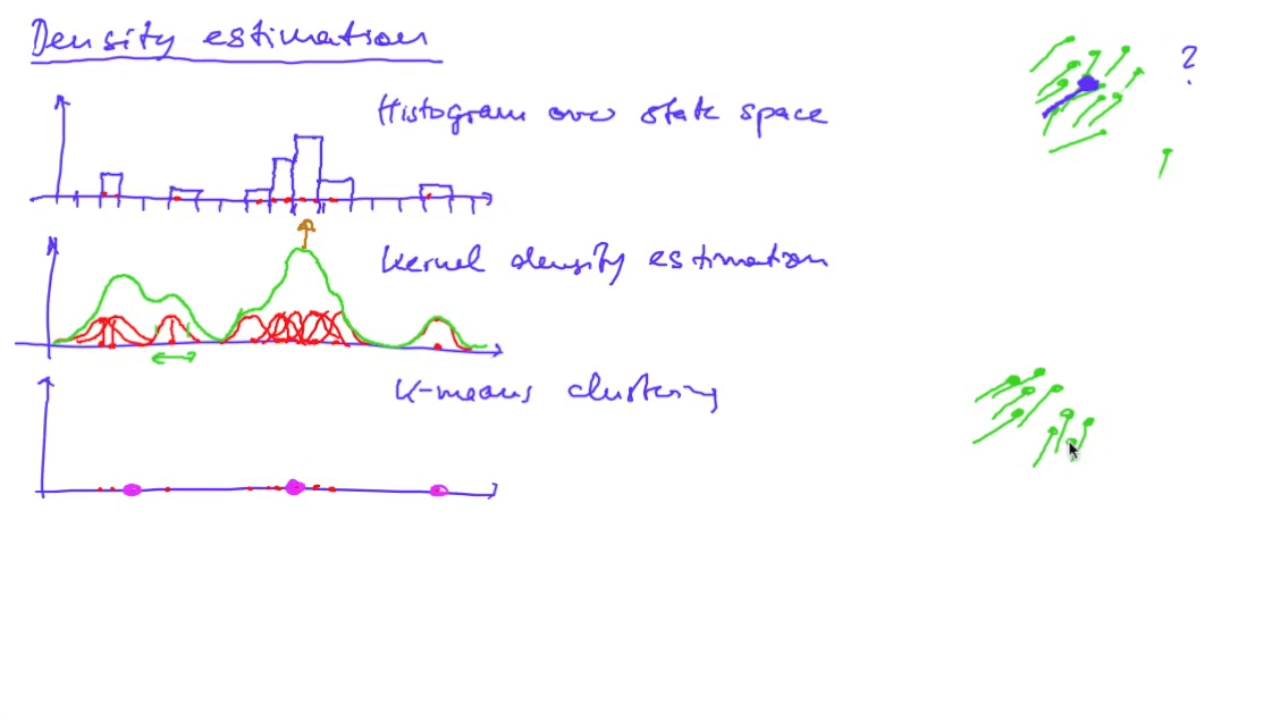 Density estimation
?
Histogram over state space
Kernel density estimation
K-means clustering